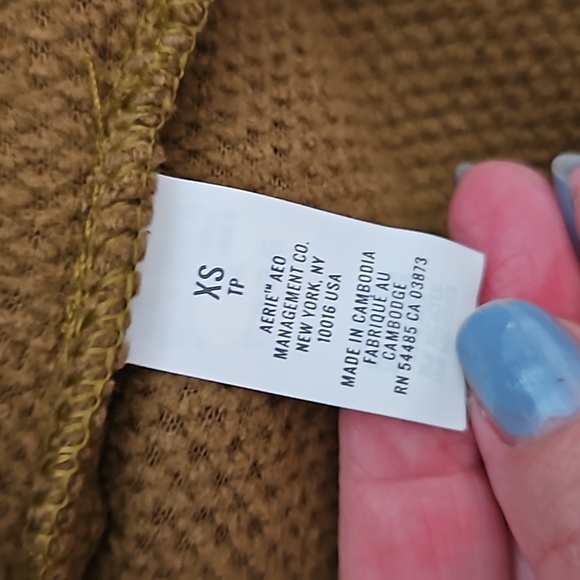 XS
TP
AERIE™ AEO
MANAGEMENT CO.
NEW YORK, NY
10016 USA
MADE IN CAMBODIA
FABRIQUÉ AU
CAMBODGE
RN 54485 CA 03873